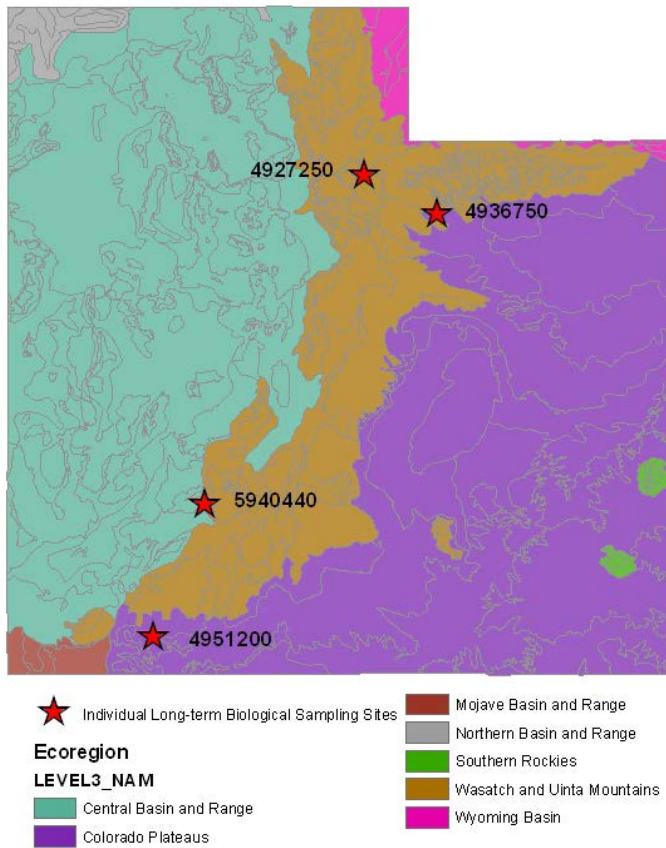 4927250
4936750
5940440
4951200
Individual Long-term Biological Sampling Sites
Ecoregion
LEVEL3_NAM
Central Basin and Range
Colorado Plateaus
Mojave Basin and Range
Northern Basin and Range
Southern Rockies
Wasatch and Uinta Mountains
Wyoming Basin